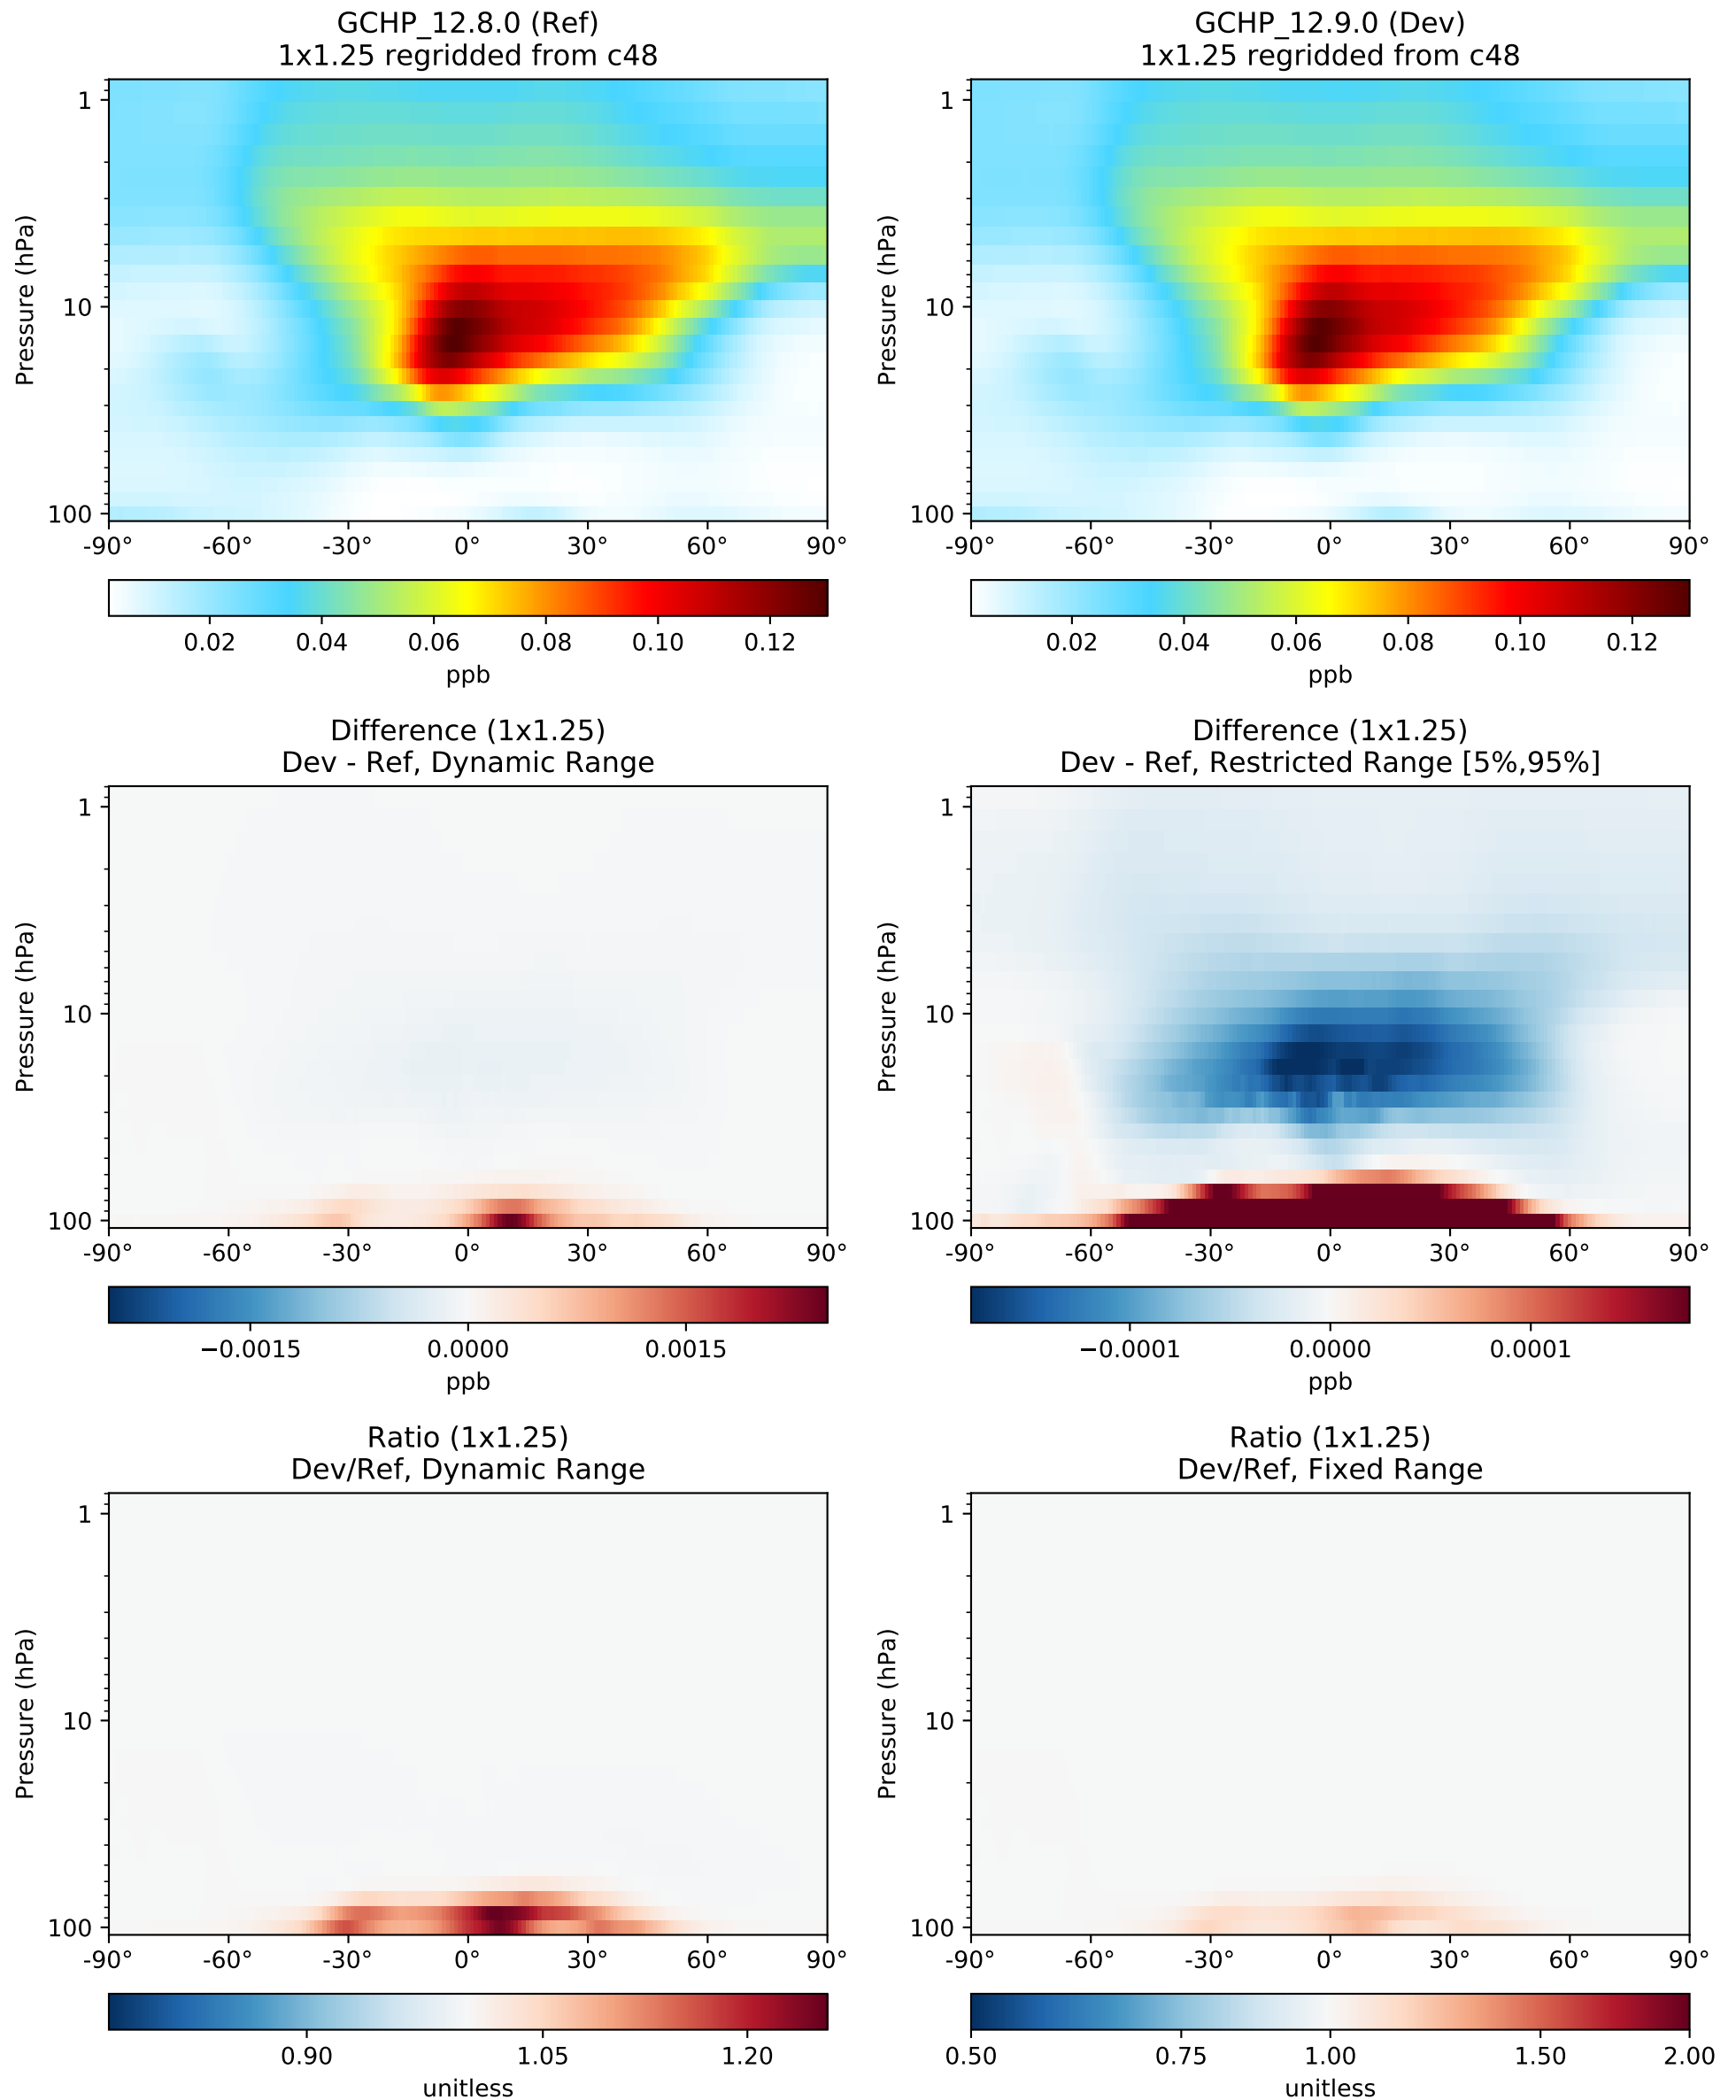 GCHP_12.8.0 (Ref)
1x1.25 regridded from c48
GCHP_12.9.0 (Dev)
1x1.25 regridded from c48
Pressure (hPa)
1
10
100
-90° -60° -30° 0° 30° 60° 90°
0.02 0.04 0.06 0.08 0.10 0.12
ppb
Pressure (hPa)
1
10
100
-90° -60° -30° 0° 30° 60° 90°
0.02 0.04 0.06 0.08 0.10 0.12
ppb
Difference (1x1.25)
Dev - Ref, Dynamic Range
Pressure (hPa)
1
10
100
-90° -60° -30° 0° 30° 60° 90°
−0.0015 0.0000 0.0015
ppb
Difference (1x1.25)
Dev - Ref, Restricted Range [5%,95%]
Pressure (hPa)
1
10
100
-90° -60° -30° 0° 30° 60° 90°
−0.0001 0.0000 0.0001
ppb
Ratio (1x1.25)
Dev/Ref, Dynamic Range
Pressure (hPa)
1
10
100
-90° -60° -30° 0° 30° 60° 90°
0.90 1.05 1.20
unitless
Ratio (1x1.25)
Dev/Ref, Fixed Range
Pressure (hPa)
1
10
100
-90° -60° -30° 0° 30° 60° 90°
0.50 0.75 1.00 1.50 2.00
unitless